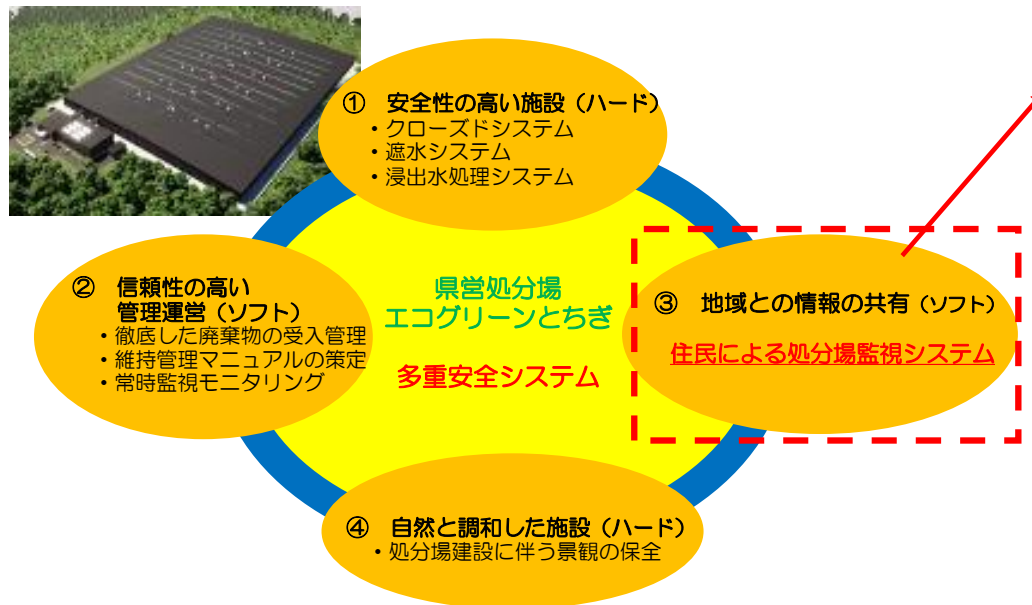 ① 安全性の高い施設（ハード）
・クローズドシステム
・遮水システム
・浸出水処理システム
② 信頼性の高い
管理運営（ソフト）
・徹底した廃棄物の受入管理
・維持管理マニュアルの策定
・常時監視モニタリング
県営処分場
エコグリーンとちぎ
多重安全システム
③ 地域との情報の共有（ソフト）
住民による処分場監視システム
④ 自然と調和した施設（ハード）
・処分場建設に伴う景観の保全